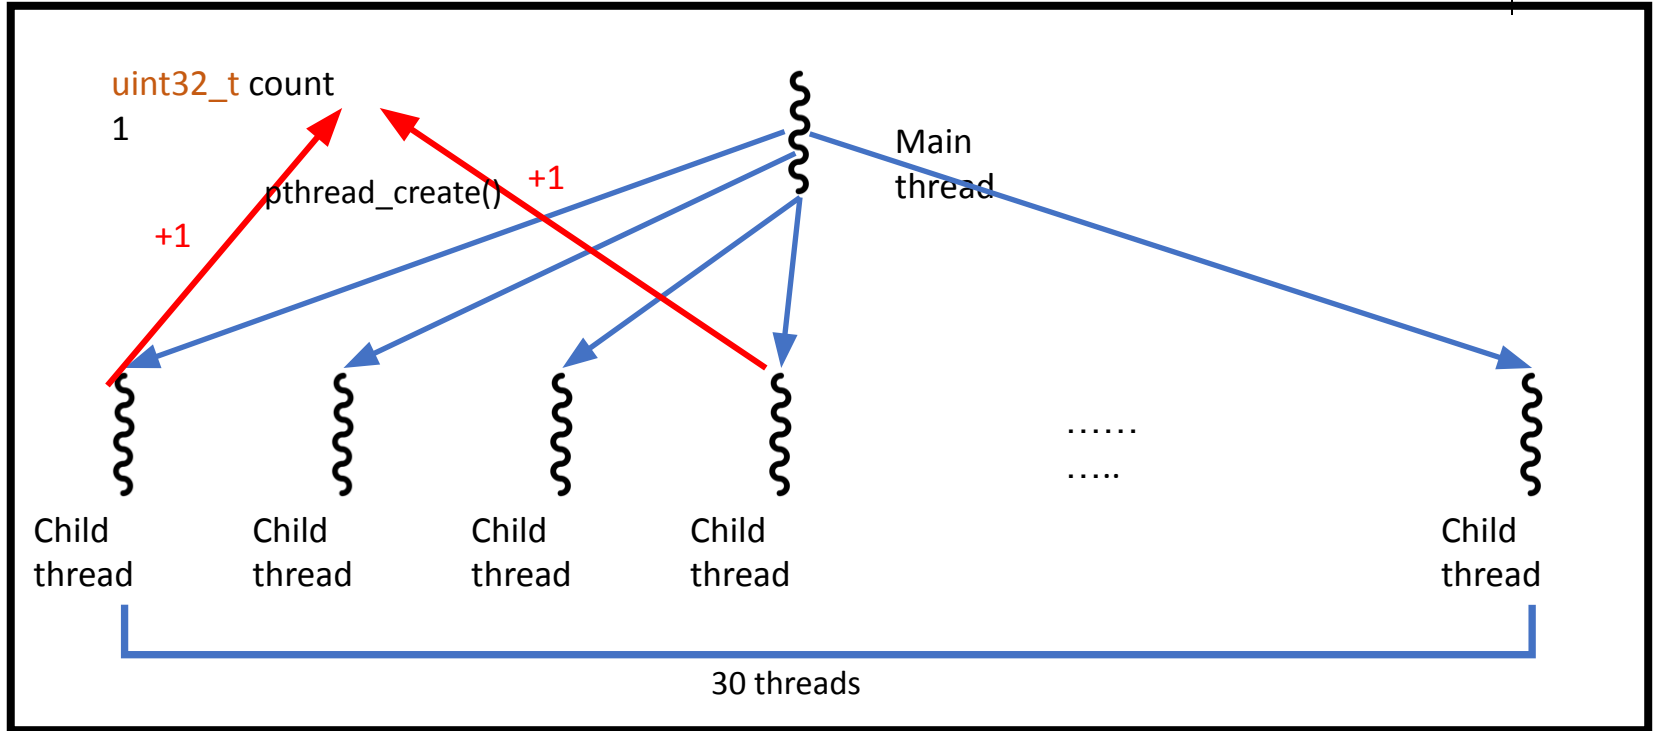 uint32_t count
1
Main
thread
pthread_create()
+1
+1
......
.....
Child
thread
Child
thread
Child
thread
Child
thread
Child
thread
30 threads